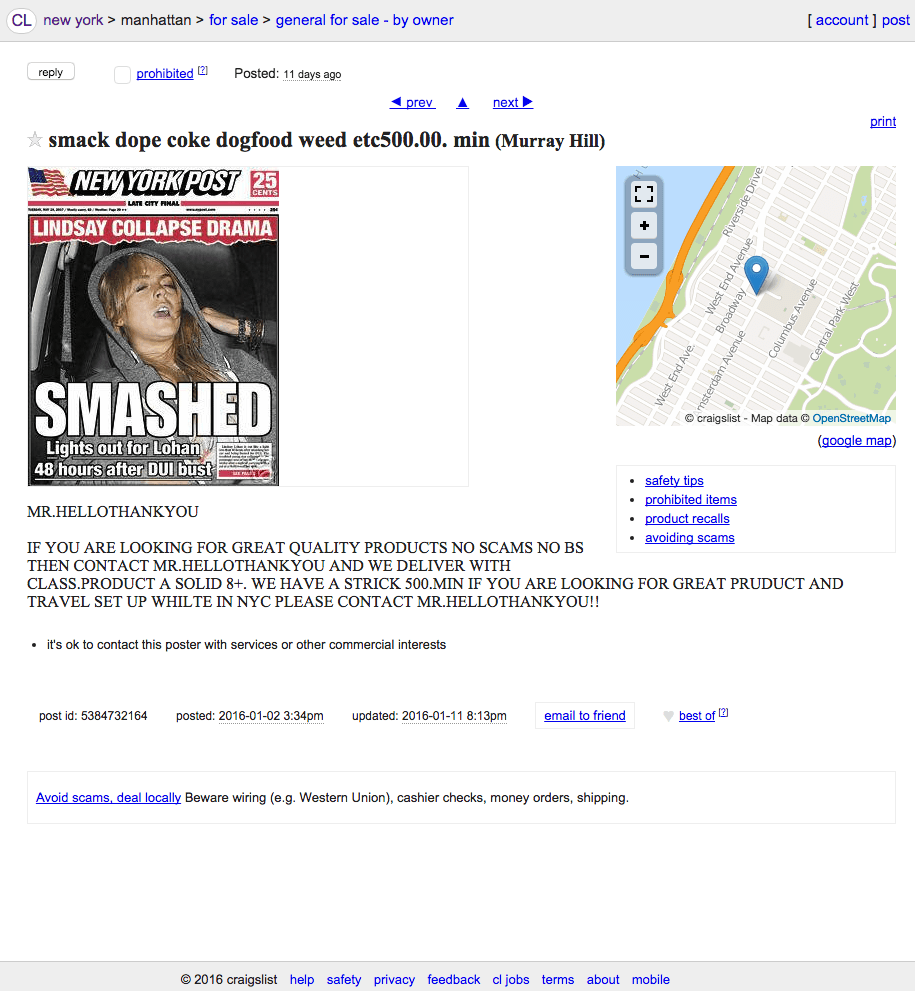 CL new york > manhattan > for sale > general for sale - by owner
[ account ] post
reply prohibited [?] Posted: 11 days ago
◀ prev ▲ next ▶
print
☆ smack dope coke dogfood weed etc500.00. min (Murray Hill)
NEW YORK POST 25 CENTS
LATE CITY FINAL
LINDSAY COLLAPSE DRAMA
SMASHED
Lights out for Lohan
48 hours after DUI bust
Riverside Drive
West End Avenue
Broadway
Columbus Avenue
Central Park West
West End Ave.
© craigslist - Map data © OpenStreetMap
(google map)
• safety tips
• prohibited items
• product recalls
• avoiding scams
MR.HELLOTHANKYOU
IF YOU ARE LOOKING FOR GREAT QUALITY PRODUCTS NO SCAMS NO BS
THEN CONTACT MR.HELLOTHANKYOU AND WE DELIVER WITH
CLASS.PRODUCT A SOLID 8+. WE HAVE A STRICK 500.MIN IF YOU ARE LOOKING FOR GREAT PRUDUCT AND
TRAVEL SET UP WHILTE IN NYC PLEASE CONTACT MR.HELLOTHANKYOU!!
• it's ok to contact this poster with services or other commercial interests
post id: 5384732164 posted: 2016-01-02 3:34pm updated: 2016-01-11 8:13pm email to friend ♥ best of [?]
Avoid scams, deal locally Beware wiring (e.g. Western Union), cashier checks, money orders, shipping.
© 2016 craigslist help safety privacy feedback cl jobs terms about mobile